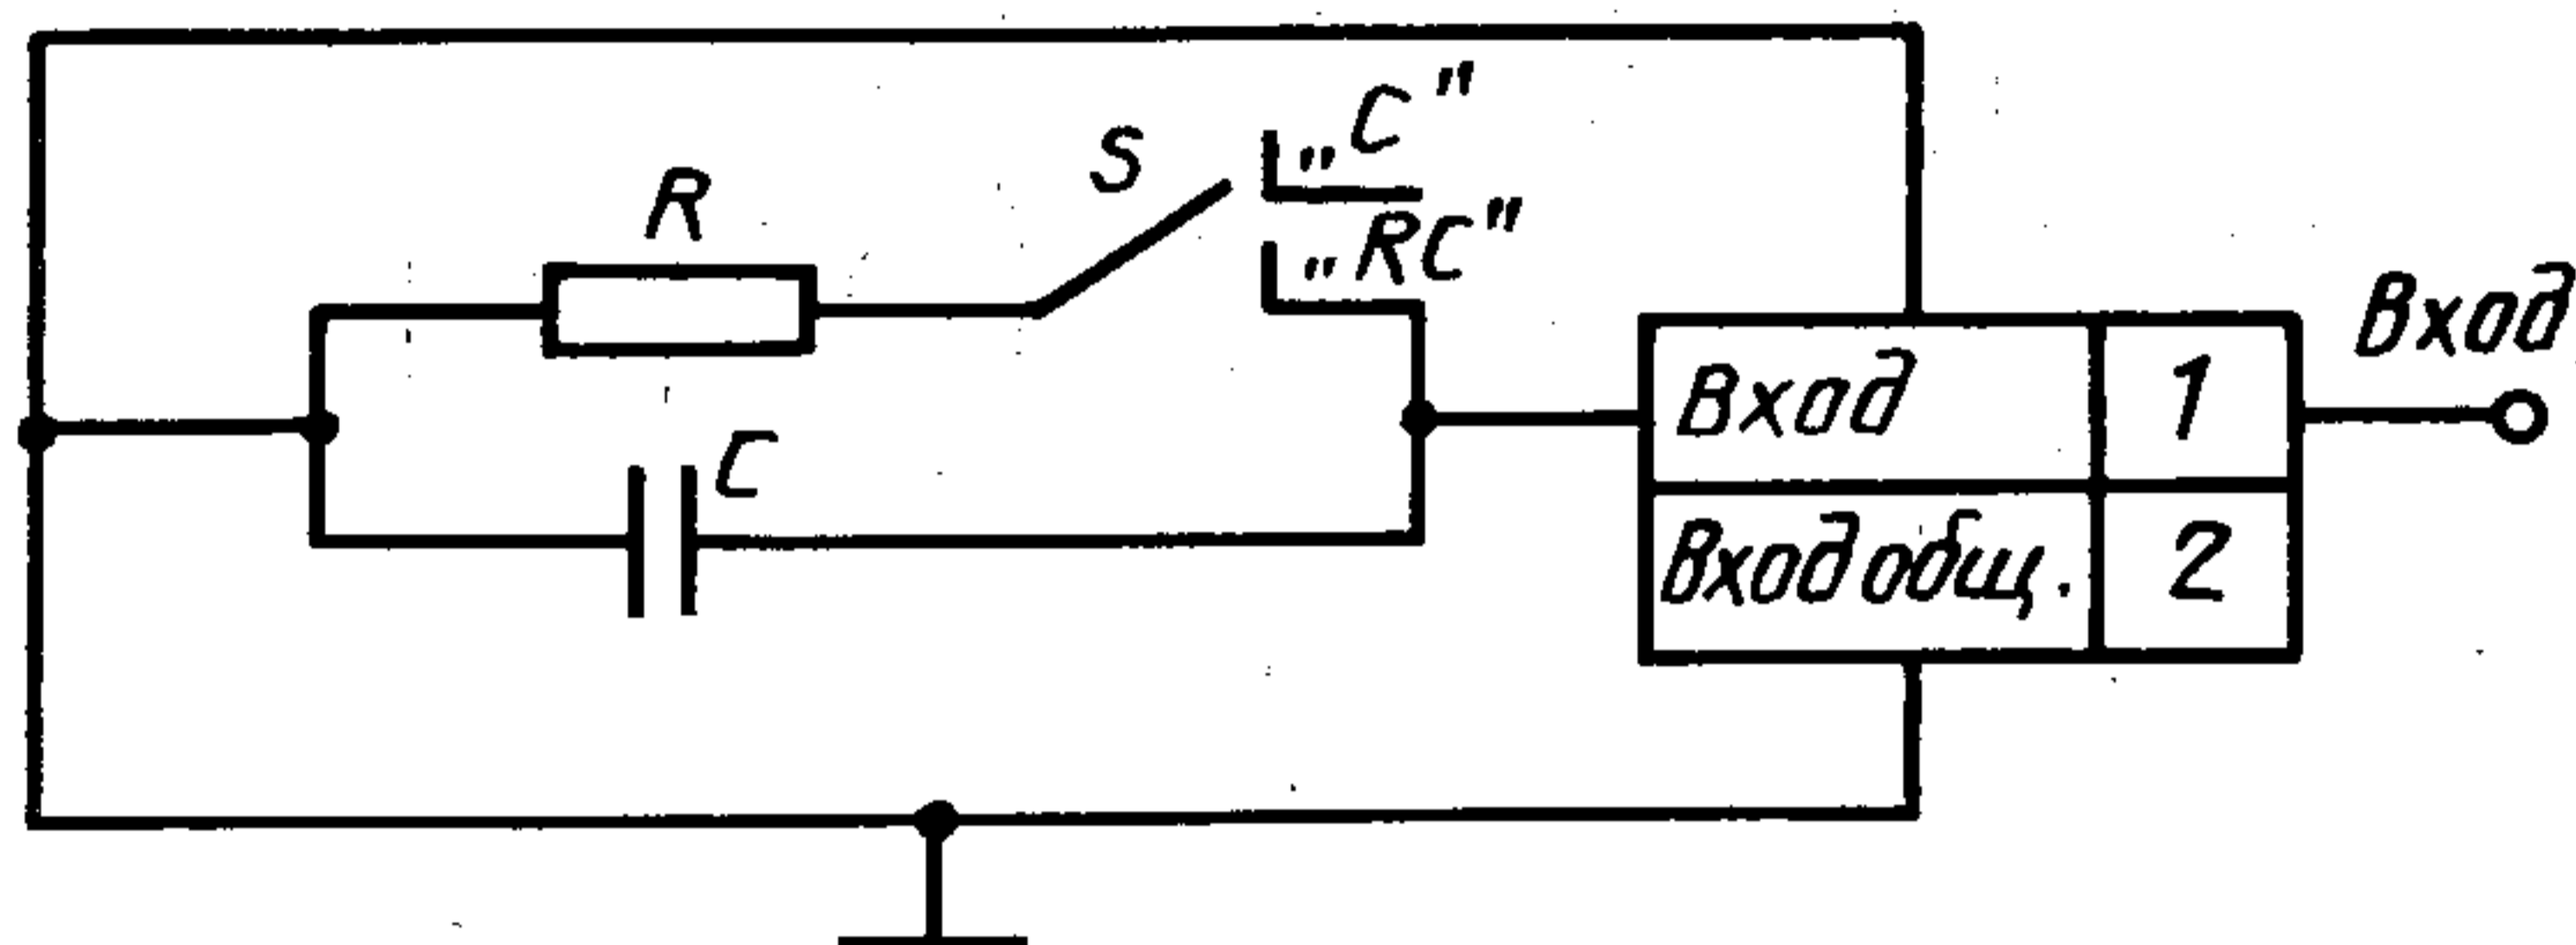 „C"
S
R
„RC"
Вход
Вход 1
C
Вход общ. 2